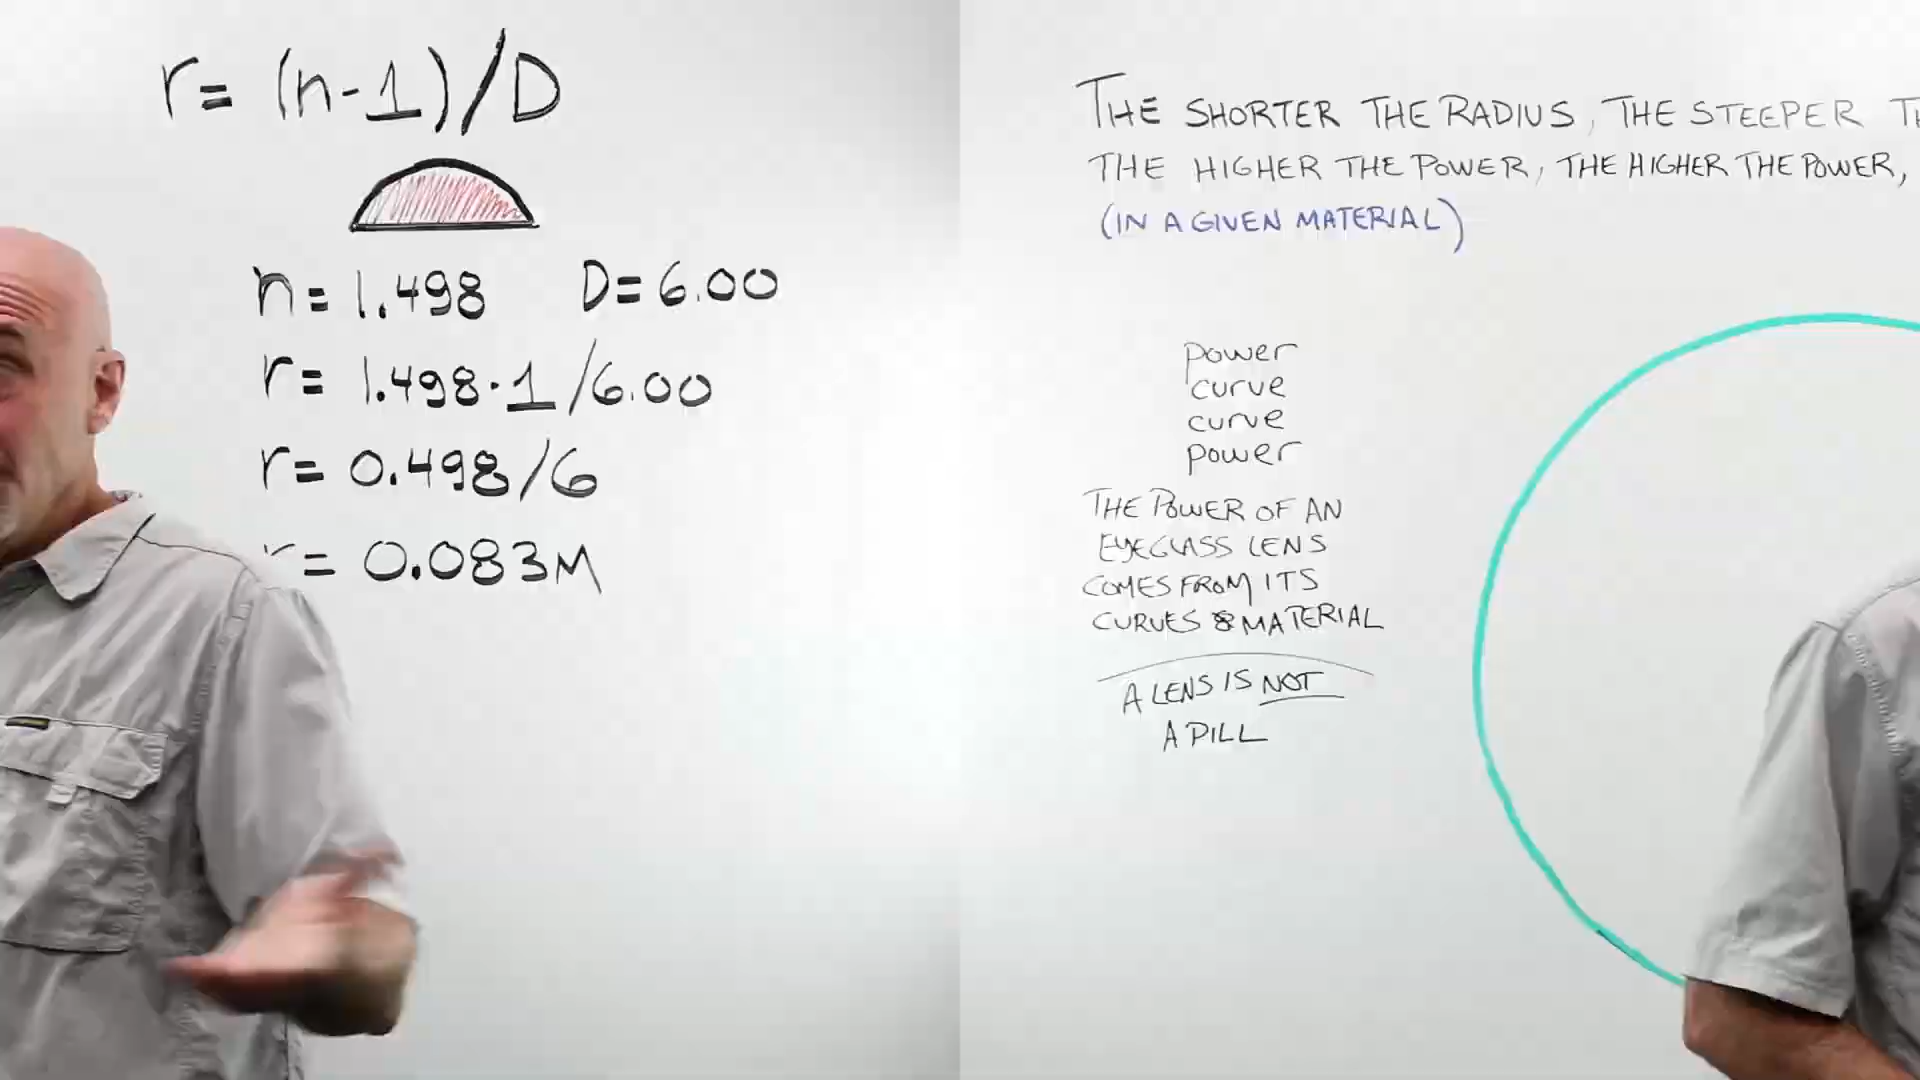 r= (n-1)/D
n= 1.498 D= 6.00
r= 1.498-1/6.00
r= 0.498/6
r= 0.083M
THE SHORTER THE RADIUS, THE STEEPER
THE HIGHER THE POWER, THE HIGHER THE POWER,
(IN A GIVEN MATERIAL)
power
curve
curve
power
THE POWER OF AN
EYEGLASS LENS
COMES FROM ITS
CURVES & MATERIAL
A LENS IS NOT
A PILL